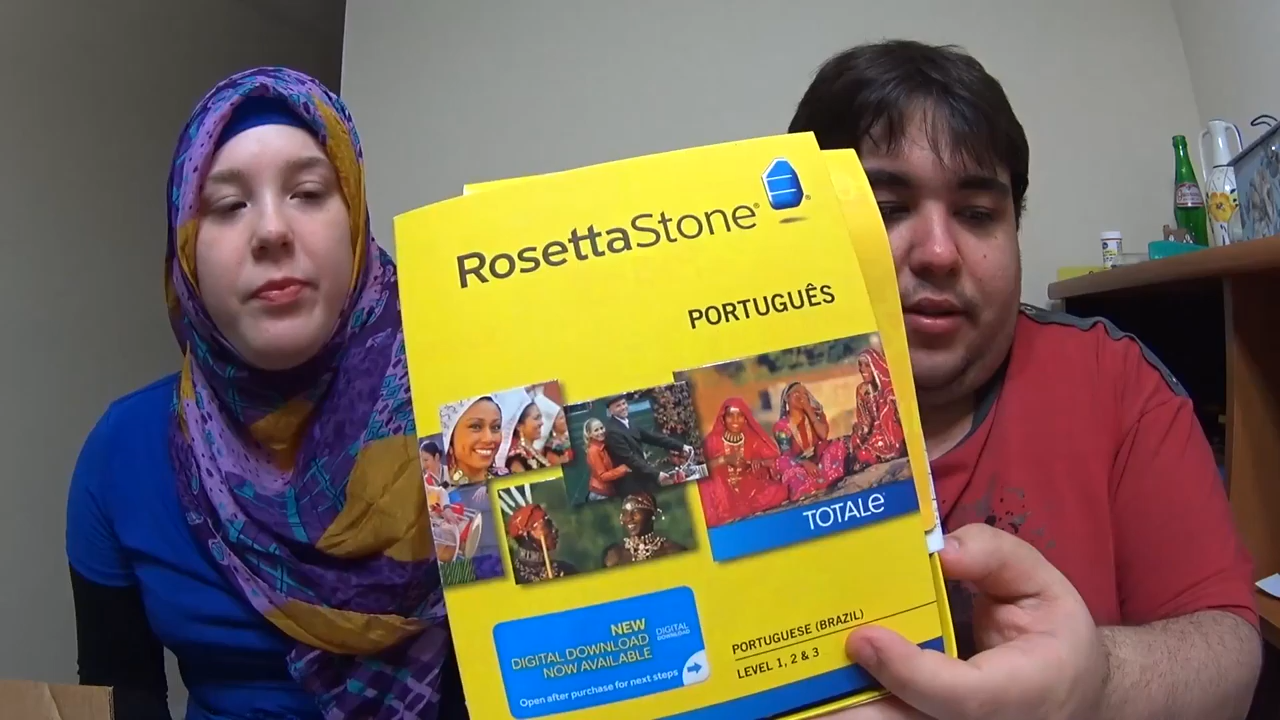 RosettaStone®
PORTUGUÊS
TOTALe®
NEW
DIGITAL DOWNLOAD
NOW AVAILABLE
DIGITAL
DOWNLOAD
Open after purchase for next steps
PORTUGUESE (BRAZIL)
LEVEL 1, 2 & 3